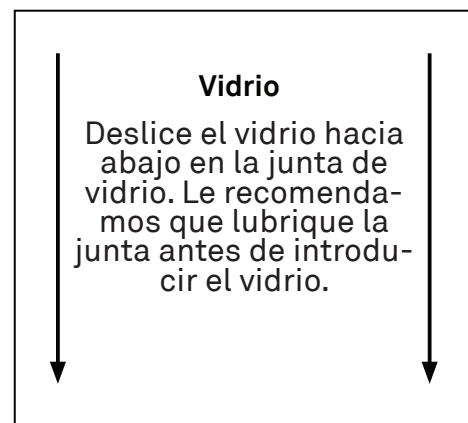 Vidrio
Deslice el vidrio hacia
abajo en la junta de
vidrio. Le recomenda-
mos que lubrique la
junta antes de introdu-
cir el vidrio.